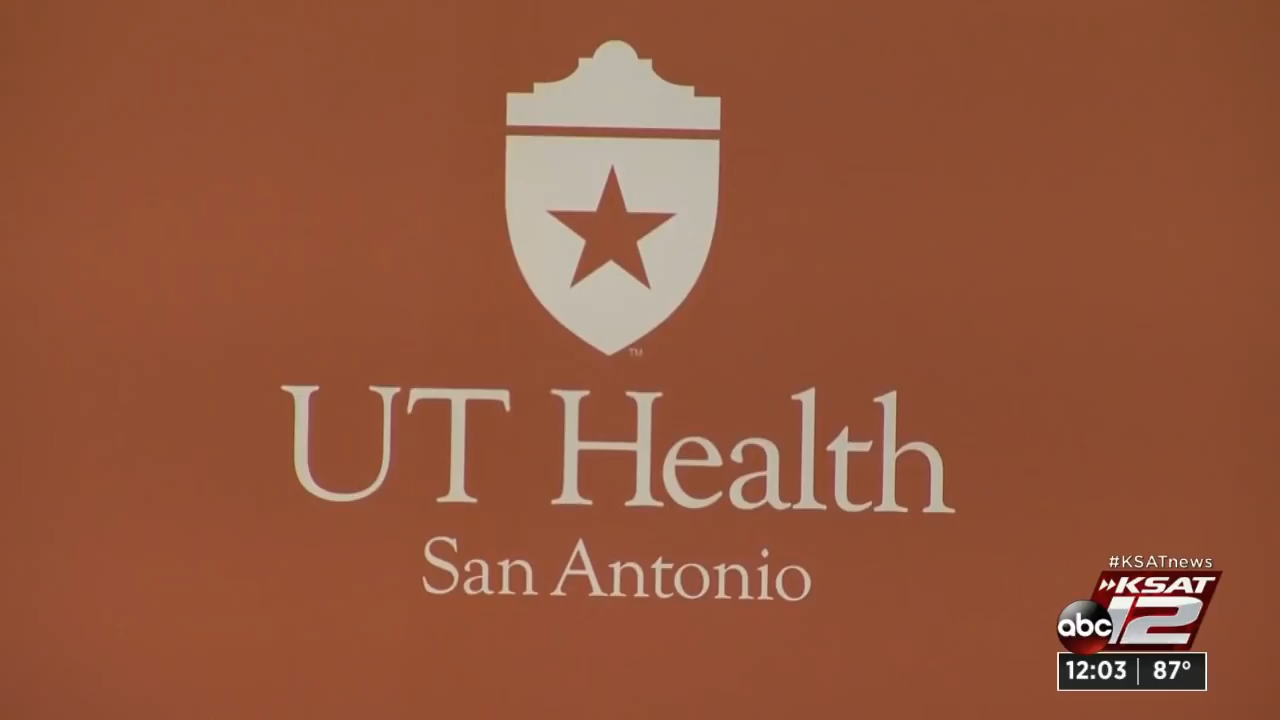 TM
UT Health
San Antonio
#KSATnews
KSAT
abc 12
12:03 87°